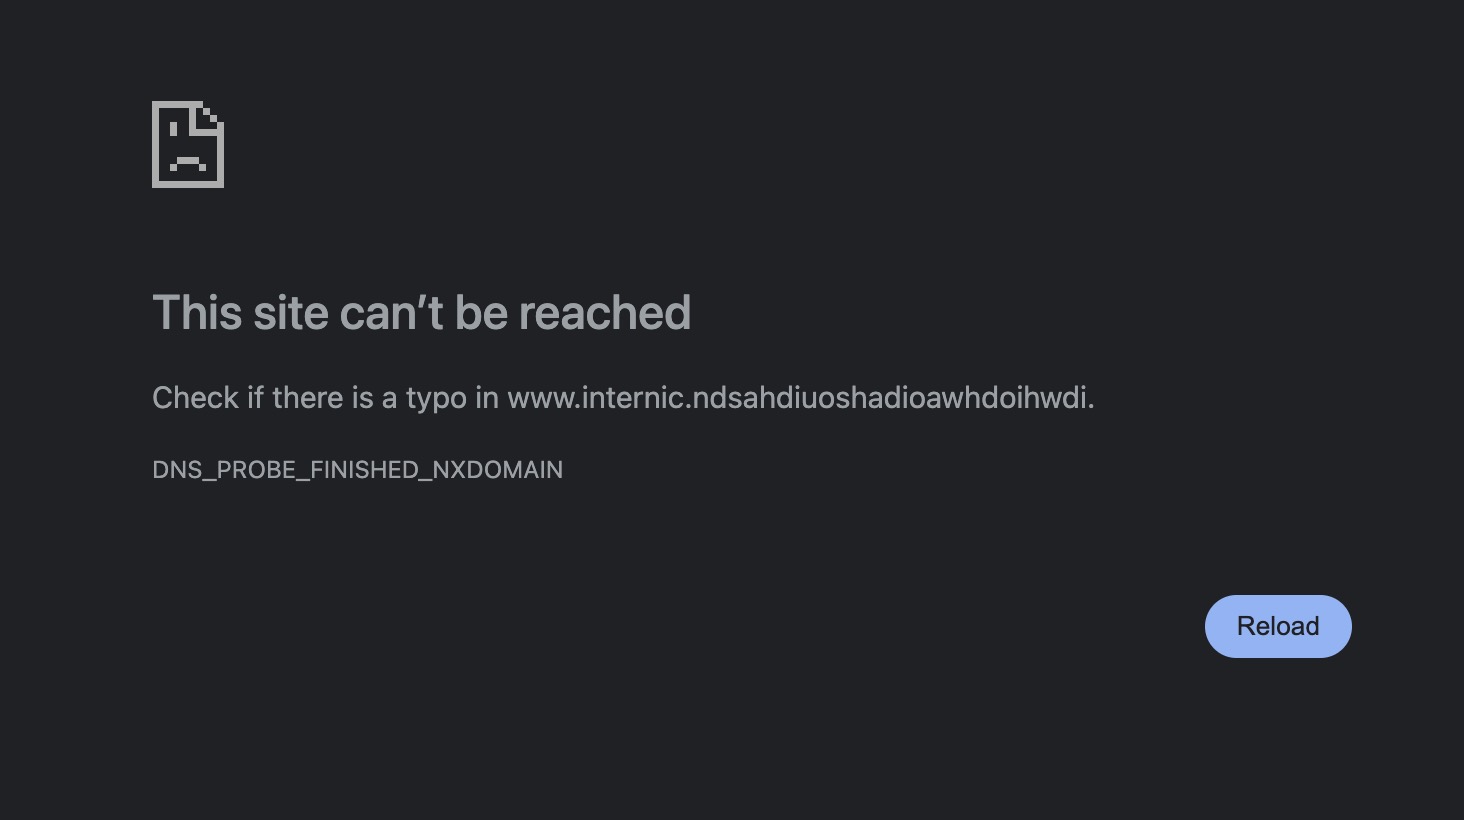 This site can’t be reached
Check if there is a typo in www.internic.ndsahdiuoshadioawhdoihwdi.
DNS_PROBE_FINISHED_NXDOMAIN
Reload